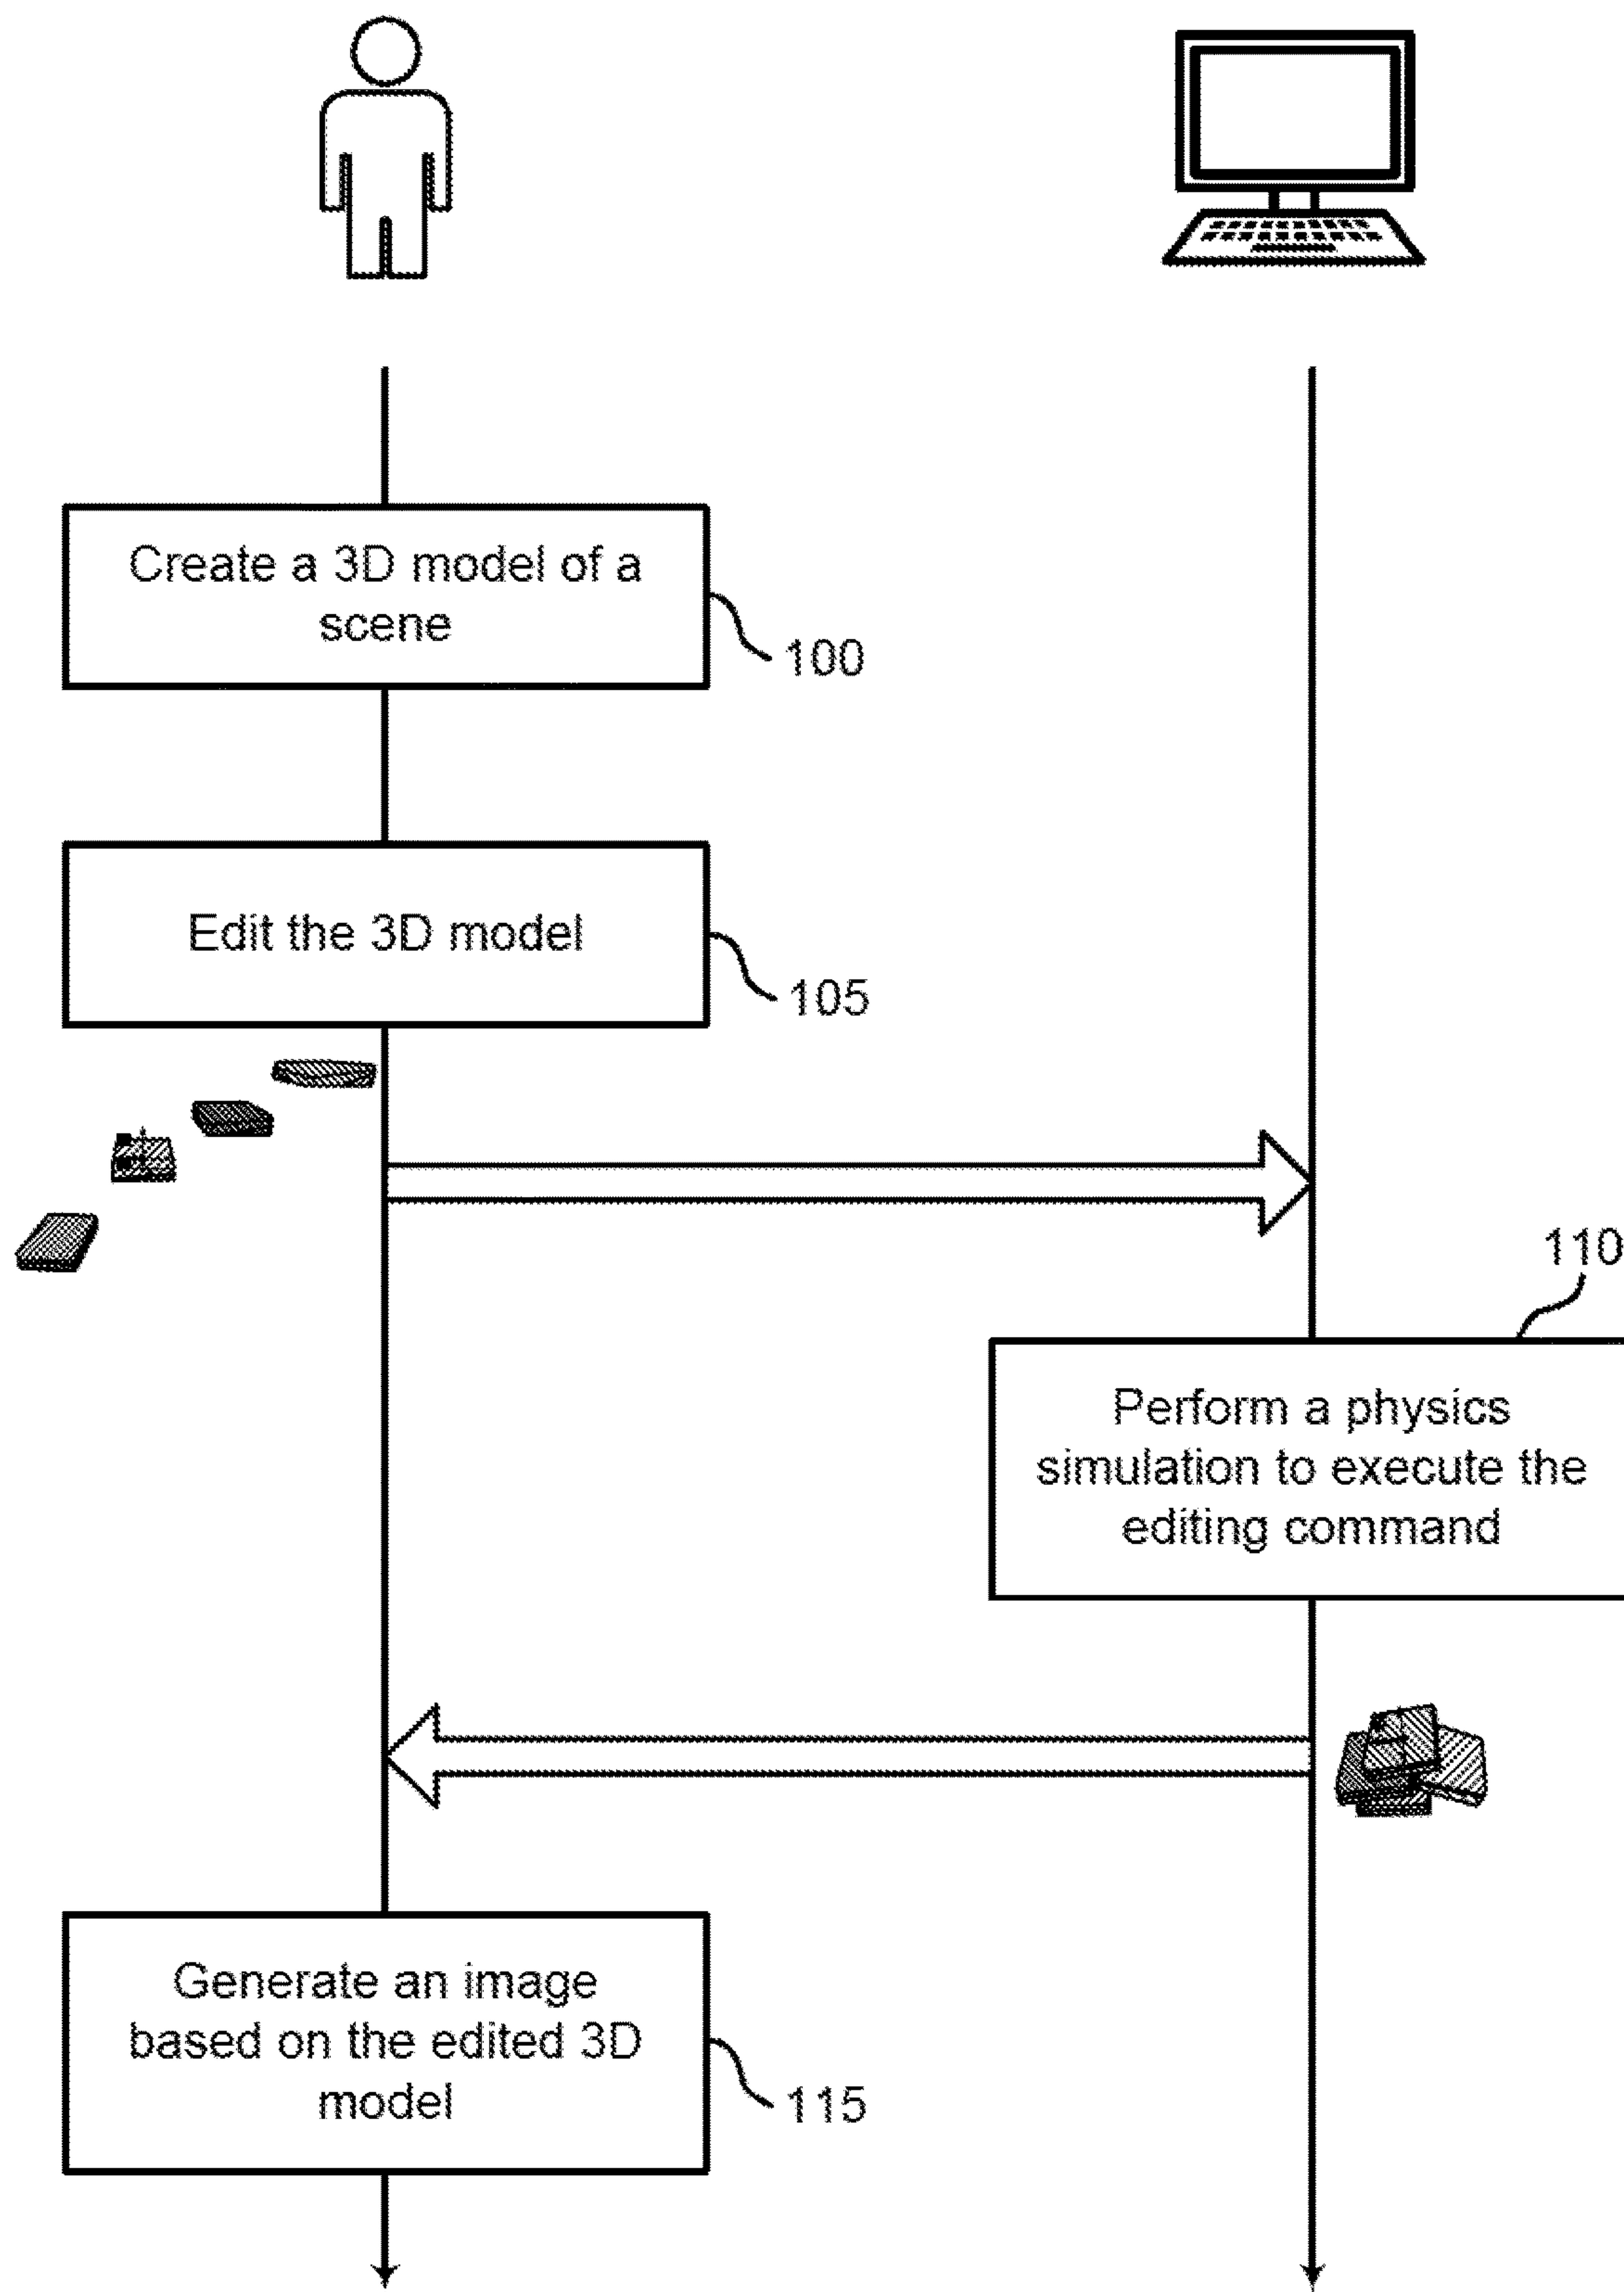 Create a 3D model of a
scene
100
Edit the 3D model
105
110
Perform a physics
simulation to execute the
editing command
Generate an image
based on the edited 3D
model
115